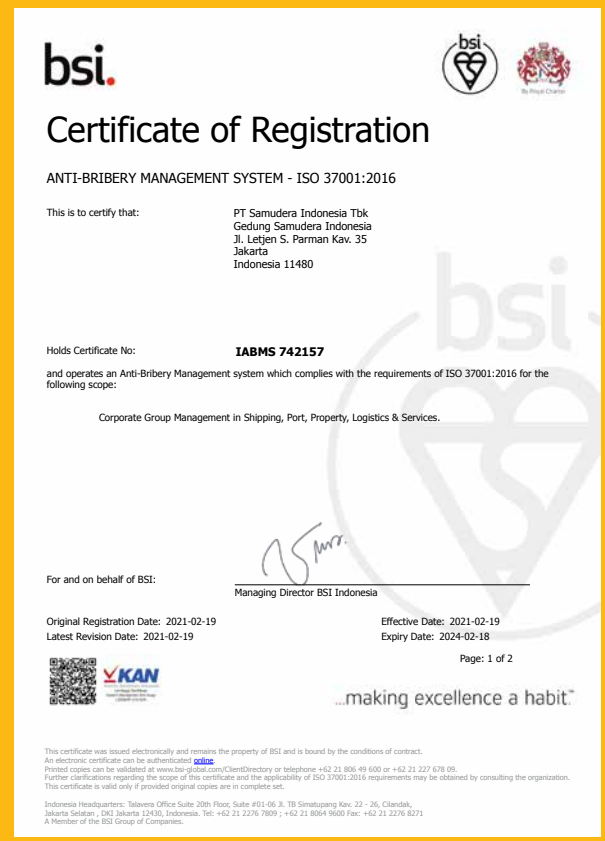 bsi.
bsi
By Royal Charter
Certificate of Registration
ANTI-BRIBERY MANAGEMENT SYSTEM - ISO 37001:2016
This is to certify that:
PT Samudera Indonesia Tbk
Gedung Samudera Indonesia
Jl. Letjen S. Parman Kav. 35
Jakarta
Indonesia 11480
bsi
Holds Certificate No:
IABMS 742157
and operates an Anti-Bribery Management system which complies with the requirements of ISO 37001:2016 for the
following scope:
Corporate Group Management in Shipping, Port, Property, Logistics & Services.
For and on behalf of BSI:
Managing Director BSI Indonesia
Original Registration Date: 2021-02-19
Effective Date: 2021-02-19
Latest Revision Date: 2021-02-19
Expiry Date: 2024-02-18
Page: 1 of 2
KAN
...making excellence a habit.™
This certificate was issued electronically and remains the property of BSI and is bound by the conditions of contract.
An electronic certificate can be authenticated online.
Printed copies can be validated at www.bsi-global.com/ClientDirectory or telephone +62 21 806 49 600 or +62 21 227 678 09.
Further clarifications regarding the scope of this certificate and the applicability of ISO 37001:2016 requirements may be obtained by consulting the organization.
This certificate is valid only if provided original copies are in complete set.
Indonesia Headquarters: Talavera Office Suite 20th Floor, Suite #01-06 Jl. TB Simatupang Kav. 22 - 26, Cilandak,
Jakarta Selatan , DKI Jakarta 12430, Indonesia. Tel: +62 21 2276 7809 ; +62 21 8064 9600 Fax: +62 21 2276 8271
A Member of the BSI Group of Companies.